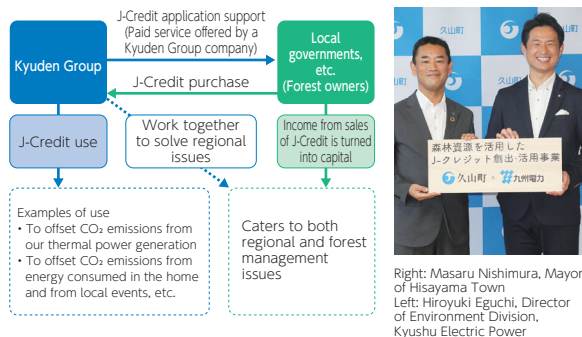 J-Credit application support
(Paid service offered by a
Kyuden Group company)
Kyuden Group
Local
governments,
etc.
(Forest owners)
J-Credit purchase
J-Credit use
Work together
to solve regional
issues
Income from sales
of J-Credit is turned
into capital
Examples of use
・To offset CO₂ emissions from
our thermal power generation
・To offset CO₂ emissions from
energy consumed in the home
and from local events, etc.
Caters to both
regional and forest
management
issues
久山町
久山町
森林資源を活用した
J-クレジット創出・活用事業
久山町 × 九州電力
Right: Masaru Nishimura, Mayor
of Hisayama Town
Left: Hiroyuki Eguchi, Director
of Environment Division,
Kyushu Electric Power